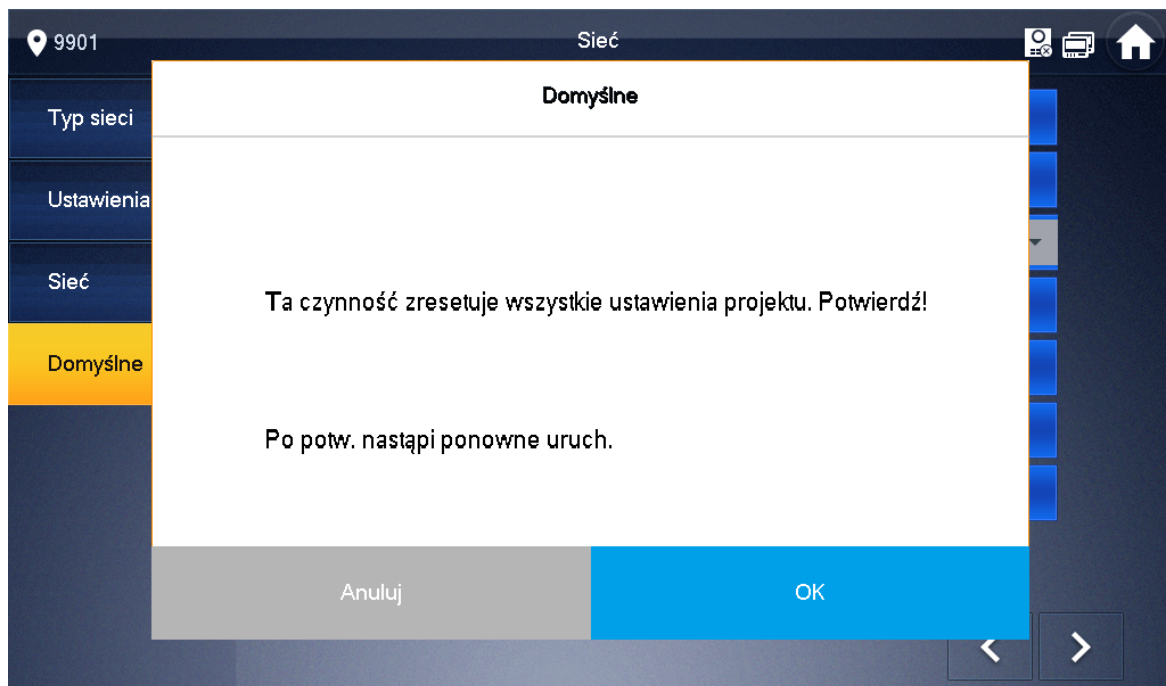 9901
Sieć
Domyślne
Typ sieci
Ustawienia
Sieć
Domyślne
Ta czynność zresetuje wszystkie ustawienia projektu. Potwierdź!
Po potw. nastąpi ponowne uruch.
Anuluj
OK